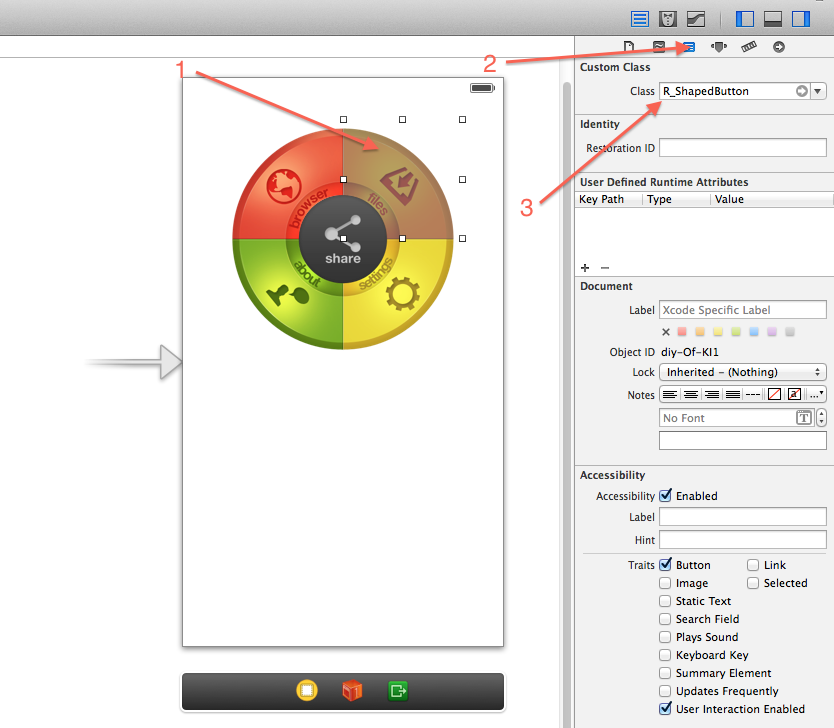 1
2
3
browser
files
share
about
settings
Custom Class
Class R_ShapedButton
Identity
Restoration ID
User Defined Runtime Attributes
Key Path Type Value
+ −
Document
Label Xcode Specific Label
×
Object ID diy-Of-KI1
Lock Inherited - (Nothing)
Notes --- a ...
No Font T
Accessibility
Accessibility Enabled
Label
Hint
Traits Button Link
Image Selected
Static Text
Search Field
Plays Sound
Keyboard Key
Summary Element
Updates Frequently
User Interaction Enabled